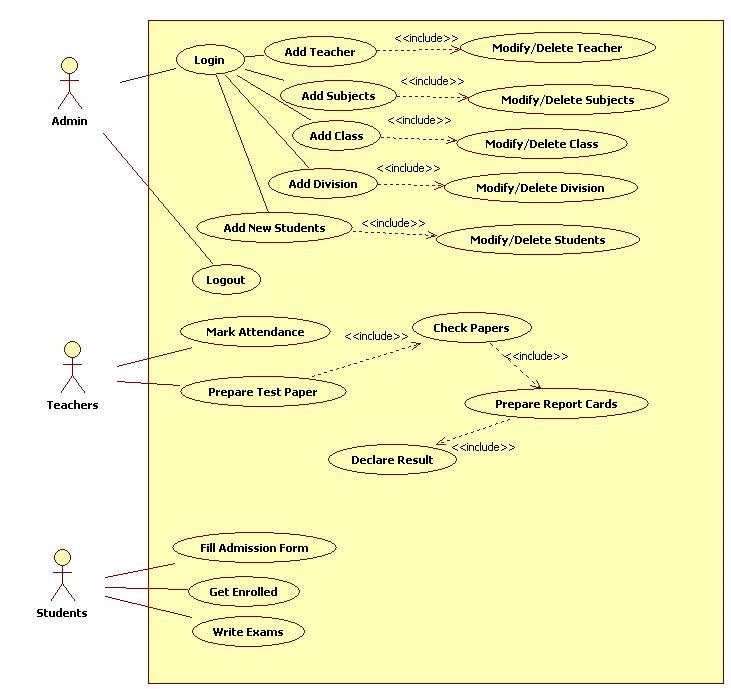 Login
Add Teacher
<<include>>
Modify/Delete Teacher
Add Subjects
<<include>>
Modify/Delete Subjects
Admin
Add Class
<<include>>
Modify/Delete Class
Add Division
<<include>>
Modify/Delete Division
Add New Students
<<include>>
Modify/Delete Students
Logout
Mark Attendance
<<include>>
Check Papers
<<include>>
Teachers
Prepare Test Paper
Prepare Report Cards
<<include>>
Declare Result
Fill Admission Form
Get Enrolled
Students
Write Exams